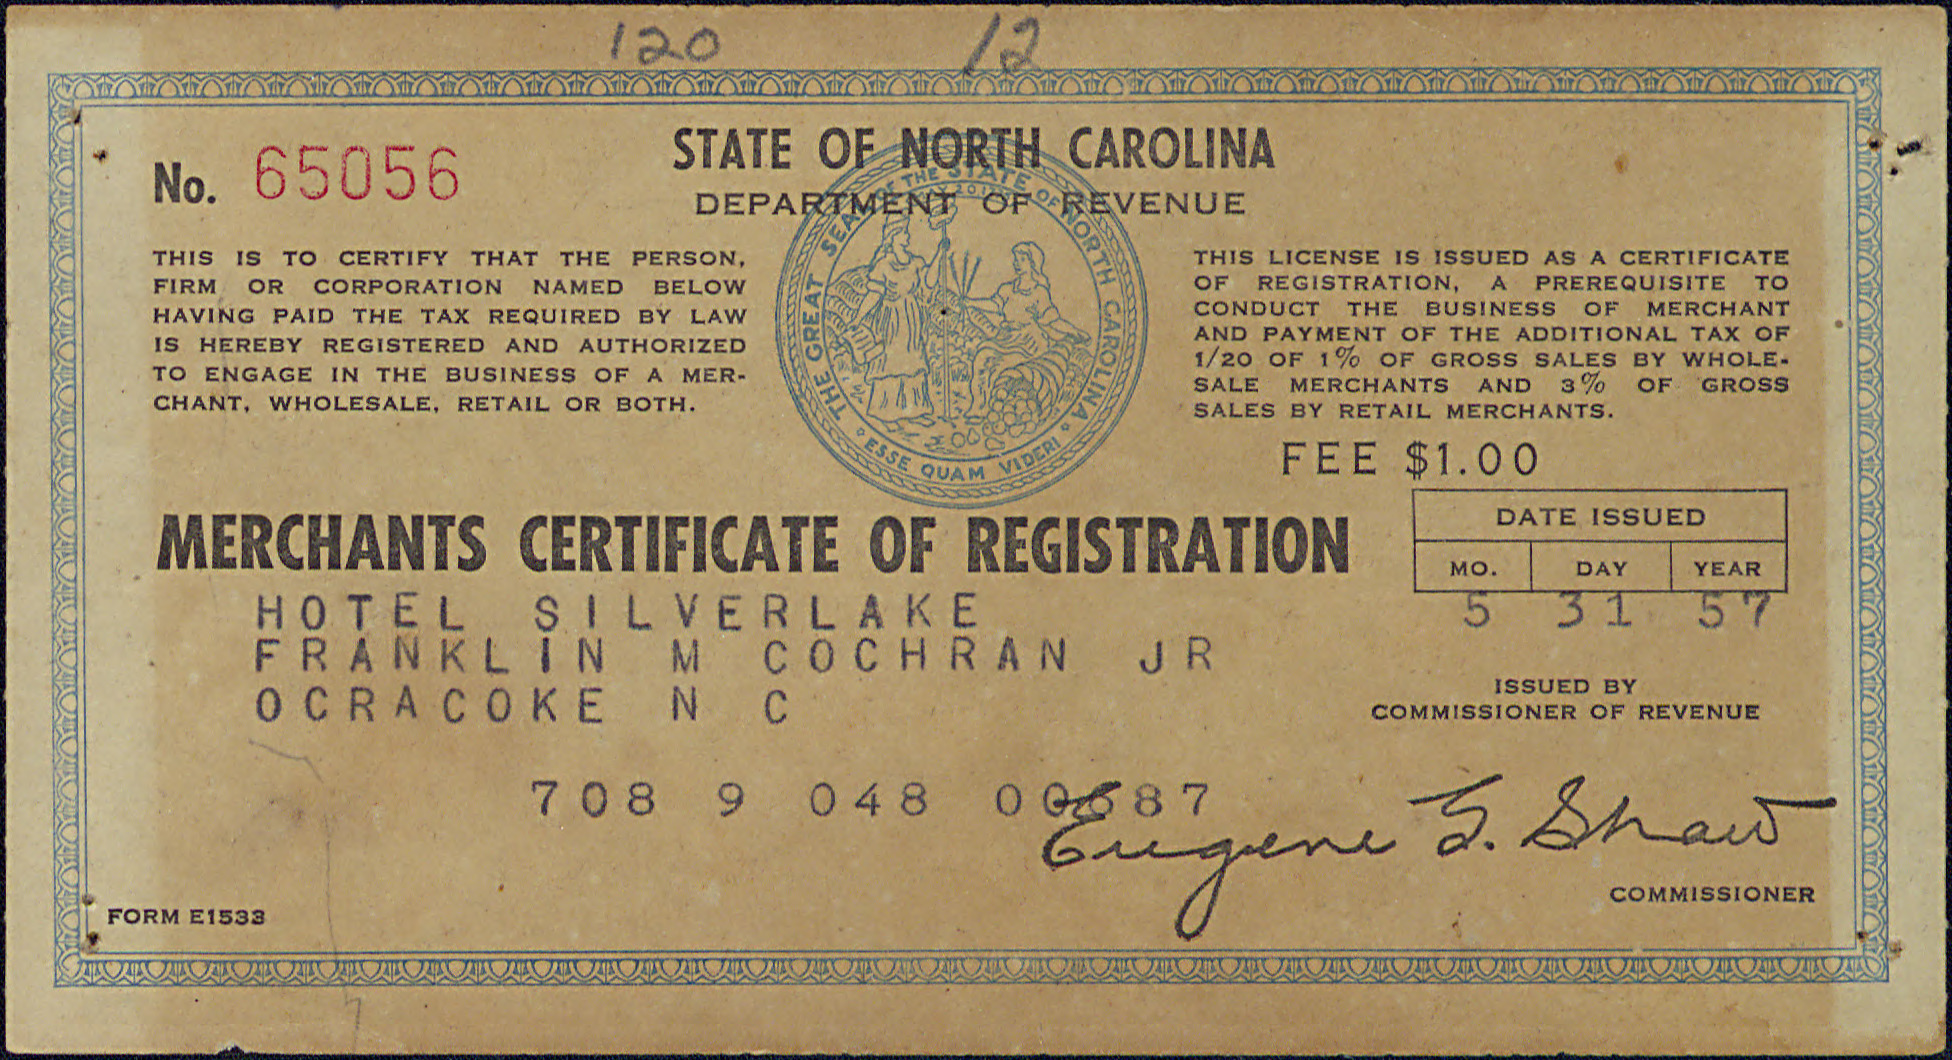 120 12
STATE OF NORTH CAROLINA
DEPARTMENT OF REVENUE
No. 65056
THIS IS TO CERTIFY THAT THE PERSON,
FIRM OR CORPORATION NAMED BELOW
HAVING PAID THE TAX REQUIRED BY LAW
IS HEREBY REGISTERED AND AUTHORIZED
TO ENGAGE IN THE BUSINESS OF A MER-
CHANT, WHOLESALE, RETAIL OR BOTH.
THE GREAT SEAL OF THE STATE OF NORTH CAROLINA
ESSE QUAM VIDERI
THIS LICENSE IS ISSUED AS A CERTIFICATE
OF REGISTRATION, A PREREQUISITE TO
CONDUCT THE BUSINESS OF MERCHANT
AND PAYMENT OF THE ADDITIONAL TAX OF
1/20 OF 1% OF GROSS SALES BY WHOLE-
SALE MERCHANTS AND 3% OF GROSS
SALES BY RETAIL MERCHANTS.
FEE $1.00
MERCHANTS CERTIFICATE OF REGISTRATION
DATE ISSUED
MO. DAY YEAR
5 31 57
HOTEL SILVERLAKE
FRANKLIN M COCHRAN JR
OCRACOKE N C
ISSUED BY
COMMISSIONER OF REVENUE
708 9 048
Eugene G. Shaw
COMMISSIONER
FORM E1533